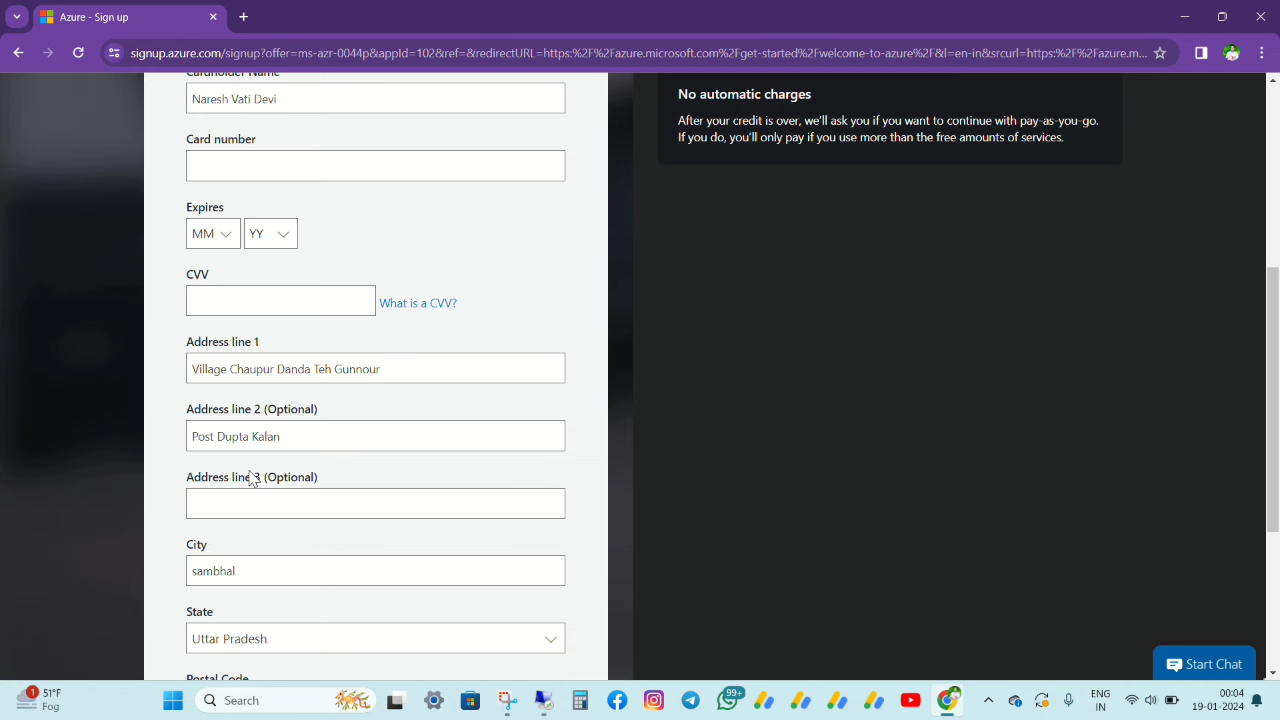 Azure - Sign up
signup.azure.com/signup?offer=ms-azr-0044p&appId=102&ref=&redirectURL=https:%2F%2Fazure.microsoft.com%2Fget-started%2Fwelcome-to-azure%2F&l=en-in&srcurl=https:%2F%2Fazure.m...
Cardholder Name
Naresh Vati Devi
Card number
Expires
MM YY
CVV
What is a CVV?
Address line 1
Village Chaupur Danda Teh Gunnour
Address line 2 (Optional)
Post Dupta Kalan
Address line 3 (Optional)
City
sambhal
State
Uttar Pradesh
Postal Code
No automatic charges
After your credit is over, we'll ask you if you want to continue with pay-as-you-go.
If you do, you'll only pay if you use more than the free amounts of services.
Start Chat
1
51°F
Fog
Search
99+
ENG
IN
00:04
19-01-2024